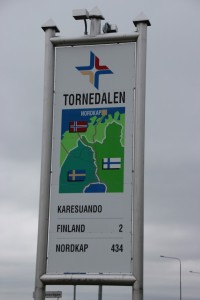 TORNEDALEN
NORDKAPP
KARESUANDO
FINLAND 2
NORDKAP 434